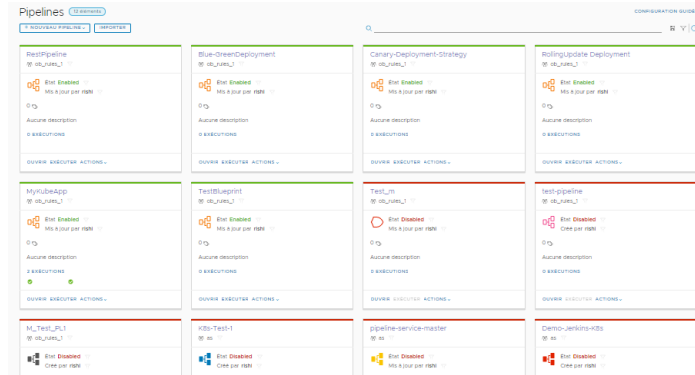 Pipelines 13 éléments
CONFIGURATION GUIDÉE
+ NOUVEAU PIPELINE
IMPORTER
RestPipeline
ob_rules_1
État Enabled
Mis à jour par rishi
0
Aucune description
0 EXÉCUTIONS
OUVRIR EXÉCUTER ACTIONS
Blue-GreenDeployment
ob_rules_1
État Enabled
Mis à jour par rishi
0
Aucune description
0 EXÉCUTIONS
OUVRIR EXÉCUTER ACTIONS
Canary-Deployment-Strategy
ob_rules_1
État Enabled
Mis à jour par rishi
0
Aucune description
0 EXÉCUTIONS
OUVRIR EXÉCUTER ACTIONS
RollingUpdate Deployment
ob_rules_1
État Enabled
Mis à jour par rishi
0
Aucune description
0 EXÉCUTIONS
OUVRIR EXÉCUTER ACTIONS
MyKubeApp
ob_rules_1
État Enabled
Mis à jour par rishi
0
Aucune description
2 EXÉCUTIONS
OUVRIR EXÉCUTER ACTIONS
TestBlueprint
ob_rules_1
État Enabled
Mis à jour par rishi
0
Aucune description
0 EXÉCUTIONS
OUVRIR EXÉCUTER ACTIONS
Test_m
ob_rules_1
État Disabled
Mis à jour par rishi
0
Aucune description
0 EXÉCUTIONS
OUVRIR EXÉCUTER ACTIONS
test-pipeline
ob_rules_1
État Disabled
Créé par rishi
0
Aucune description
0 EXÉCUTIONS
OUVRIR EXÉCUTER ACTIONS
M_Test_PL1
ob_rules_1
État Disabled
Créé par rishi
K8s-Test-1
as
État Disabled
Créé par rishi
pipeline-service-master
as
État Disabled
Mis à jour par rishi
Demo-Jenkins-K8s
as
État Disabled
Créé par rishi